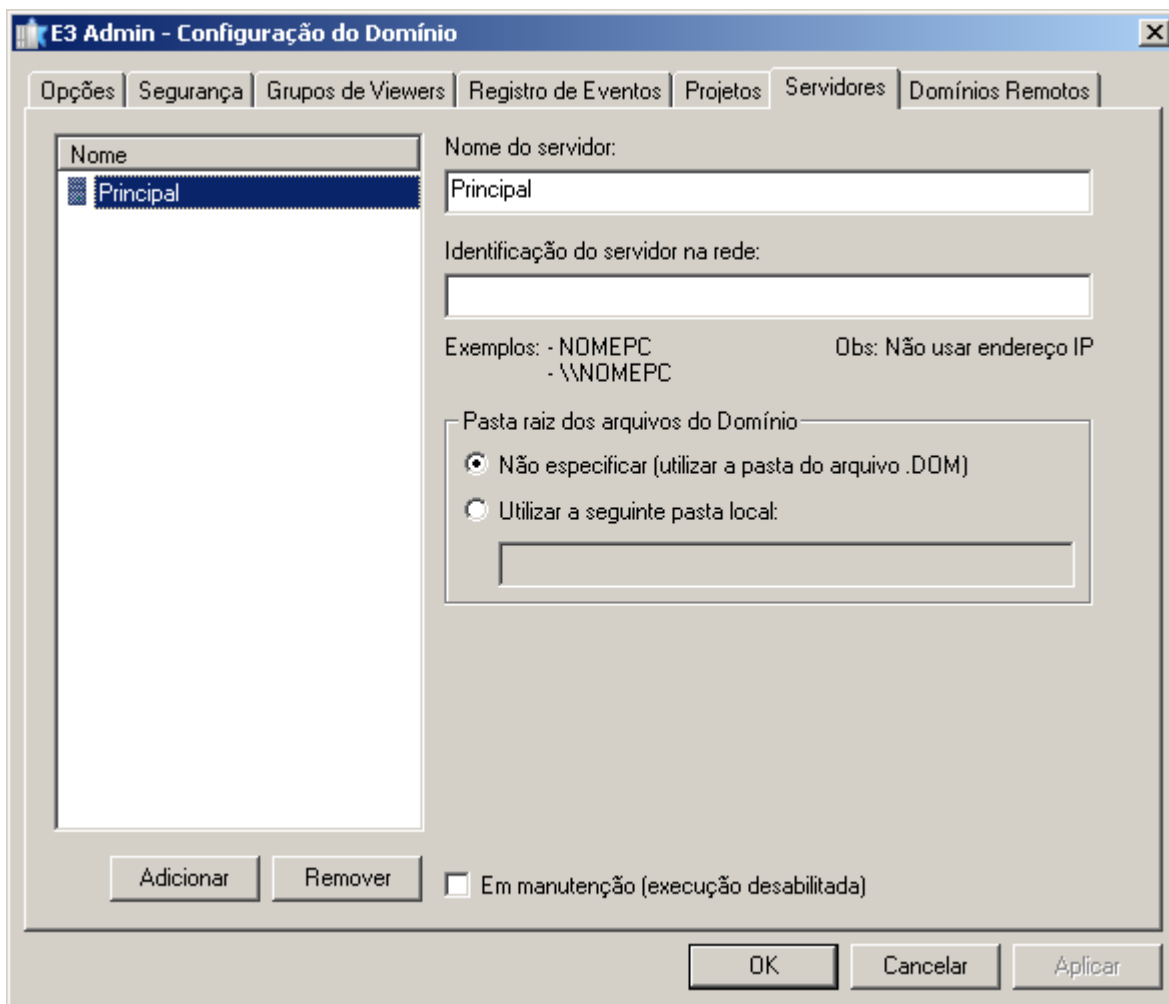 E3 Admin - Configuração do Domínio
Opções Segurança Grupos de Viewers Registro de Eventos Projetos Servidores Domínios Remotos
Nome
Principal
Nome do servidor:
Principal
Identificação do servidor na rede:
Exemplos: - NOMEPC Obs: Não usar endereço IP
- \\NOMEPC
Pasta raiz dos arquivos do Domínio
Não especificar (utilizar a pasta do arquivo .DOM)
Utilizar a seguinte pasta local:
Adicionar Remover
Em manutenção (execução desabilitada)
OK Cancelar Aplicar